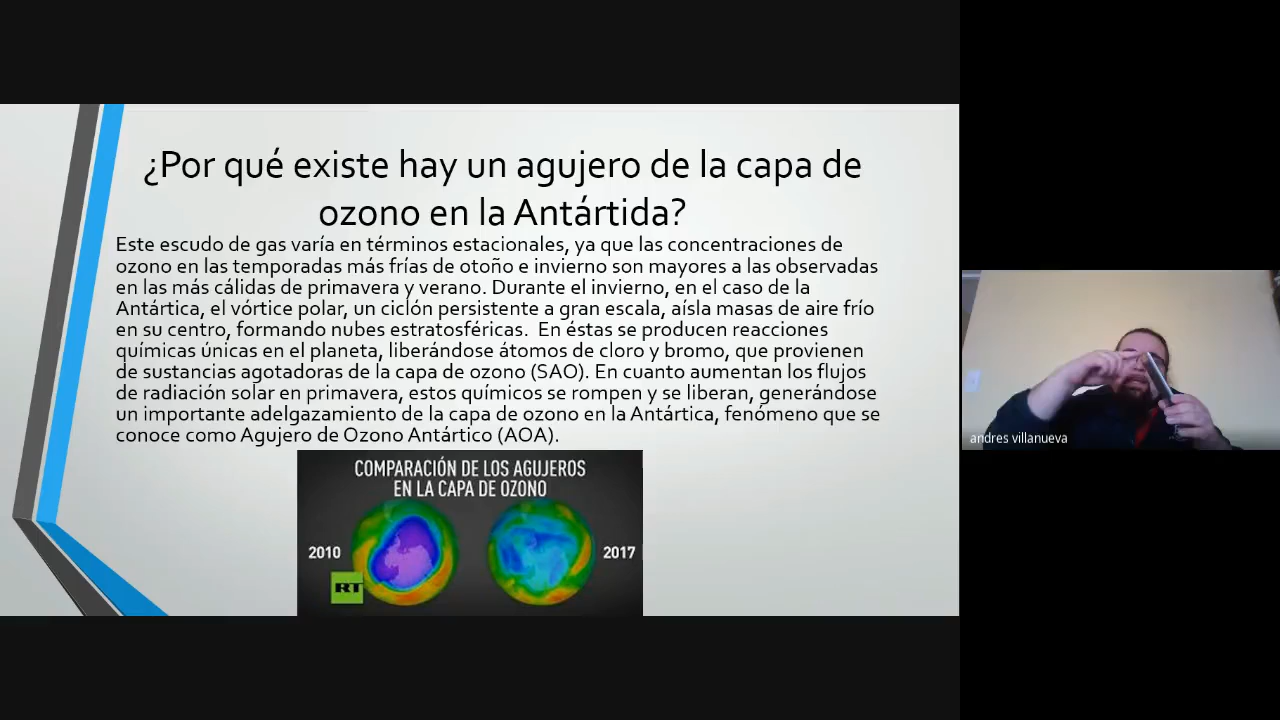 ¿Por qué existe hay un agujero de la capa de
ozono en la Antártida?
Este escudo de gas varía en términos estacionales, ya que las concentraciones de
ozono en las temporadas más frías de otoño e invierno son mayores a las observadas
en las más cálidas de primavera y verano. Durante el invierno, en el caso de la
Antártica, el vórtice polar, un ciclón persistente a gran escala, aísla masas de aire frío
en su centro, formando nubes estratosféricas.  En éstas se producen reacciones
químicas únicas en el planeta, liberándose átomos de cloro y bromo, que provienen
de sustancias agotadoras de la capa de ozono (SAO). En cuanto aumentan los flujos
de radiación solar en primavera, estos químicos se rompen y se liberan, generándose
un importante adelgazamiento de la capa de ozono en la Antártica, fenómeno que se
conoce como Agujero de Ozono Antártico (AOA).
COMPARACIÓN DE LOS AGUJEROS
EN LA CAPA DE OZONO
2010
2017
RT
andres villanueva